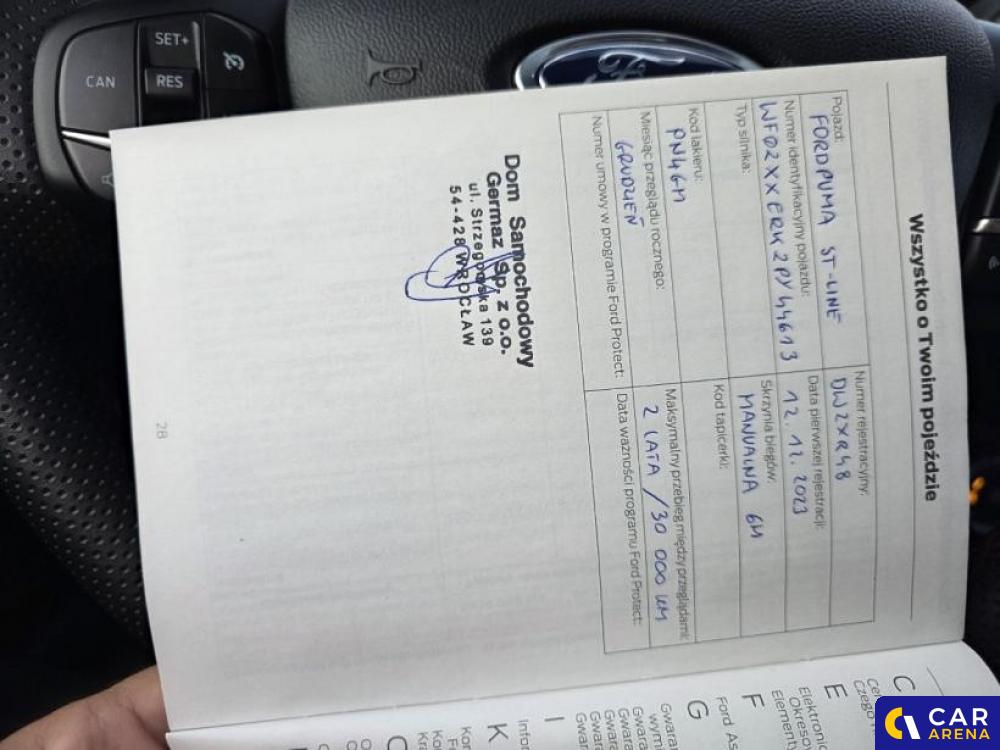 CAN
SET+
RES
Ford
Wszystko o Twoim pojeździe
Pojazd:
FORD PUMA ST-LINE
Numer rejestracyjny:
DW2XR48
Numer identyfikacyjny pojazdu:
WF02XXERK2PY44613
Data pierwszej rejestracji:
12.12.2023
Typ silnika:
Skrzynia biegów:
MANUALNA 6M
Kod lakieru:
PN4GM
Kod tapicerki:
Miesiąc przeglądu rocznego:
GRUDZIEŃ
Maksymalny przebieg między przeglądami:
2 LATA / 30 000 KM
Numer umowy w programie Ford Protect:
Data ważności programu Ford Protect:
Dom Samochodowy
Germaz Sp. z o.o.
ul. Strzegomska 139
54-428 WROCŁAW
28
C
E
F
Ford As
G
I
K
CAR
ARENA